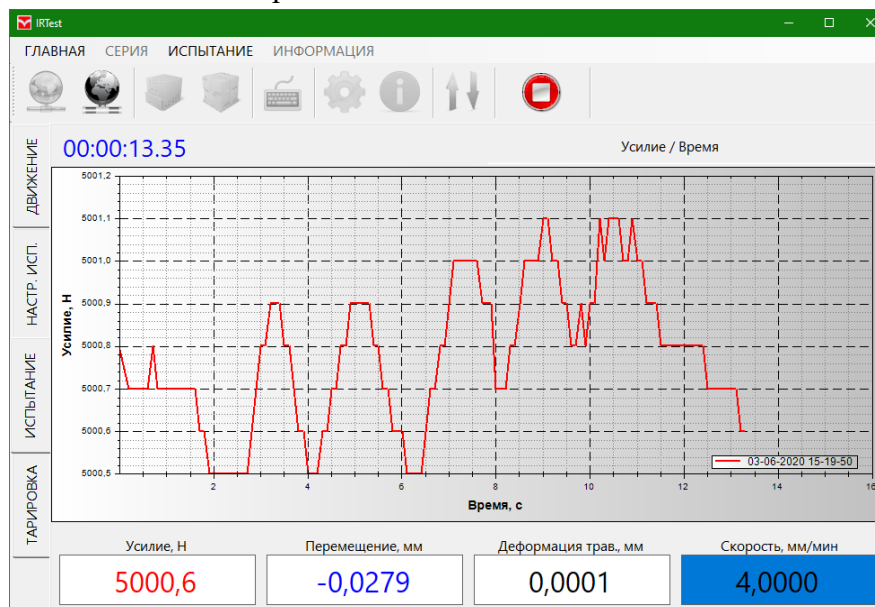 IRTest
ГЛАВНАЯ СЕРИЯ ИСПЫТАНИЕ ИНФОРМАЦИЯ
ДВИЖЕНИЕ
НАСТР. ИСП.
ИСПЫТАНИЕ
ТАРИРОВКА
00:00:13.35
Усилие / Время
Усилие, Н
5001,2
5001,1
5001,0
5000,9
5000,8
5000,7
5000,6
5000,5
2 4 6 8 10 12 14 16
Время, с
03-06-2020 15-19-50
Усилие, Н Перемещение, мм Деформация трав., мм Скорость, мм/мин
5000,6 -0,0279 0,0001 4,0000